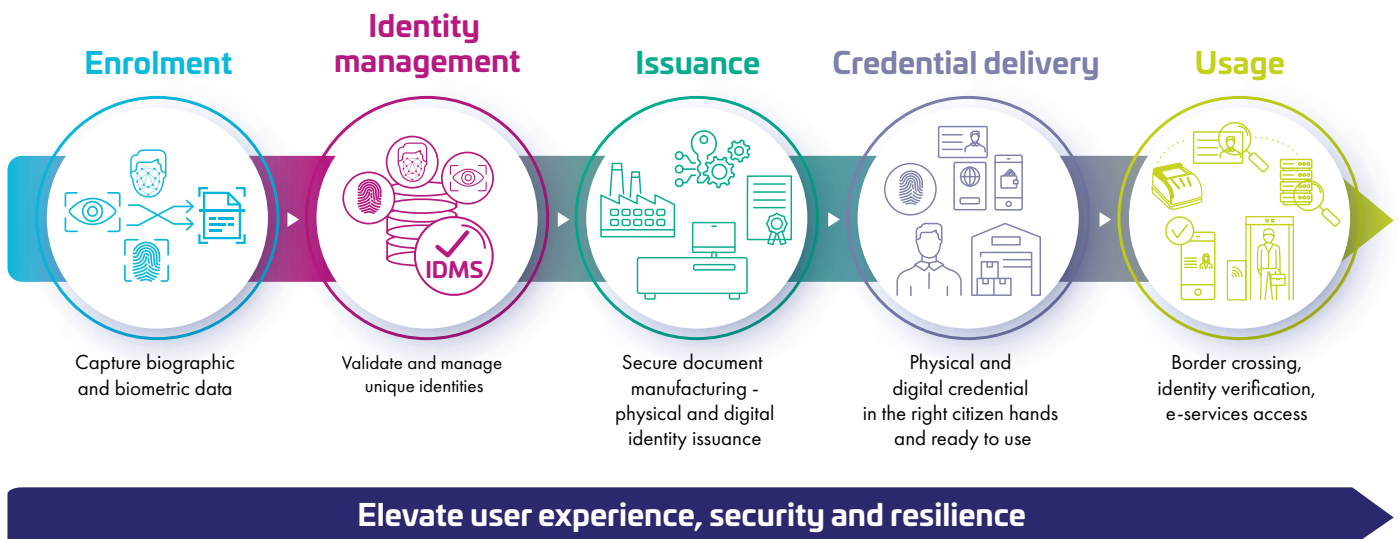 Enrolment
Capture biographic
and biometric data
Identity
management
IDMS
Validate and manage
unique identities
Issuance
Secure document
manufacturing -
physical and digital
identity issuance
Credential delivery
Physical and
digital credential
in the right citizen hands
and ready to use
Usage
Border crossing,
identity verification,
e-services access
Elevate user experience, security and resilience